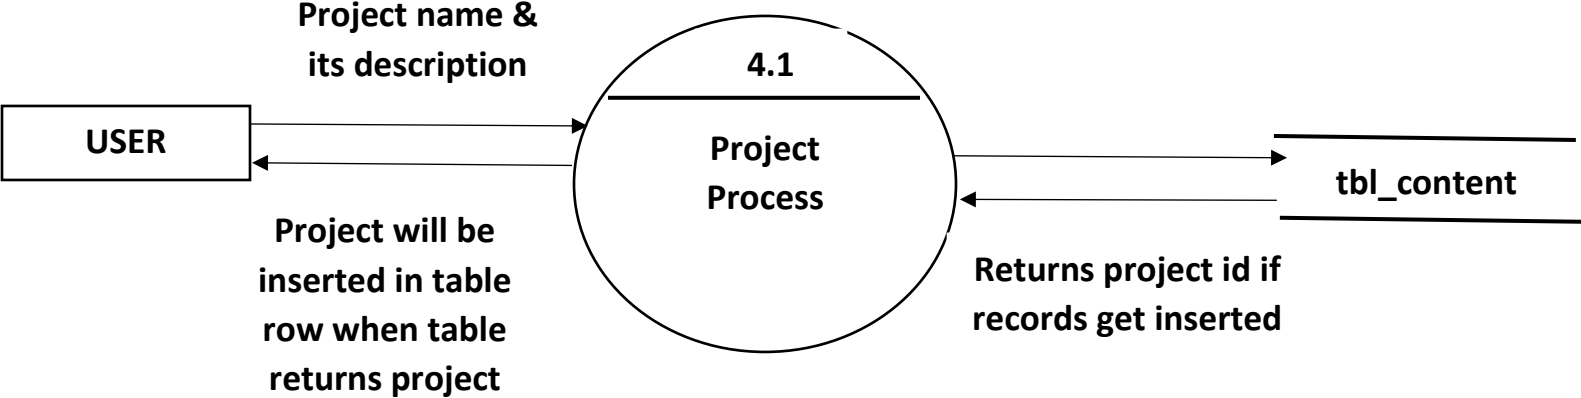 Project name &
its description
4.1
USER
Project
Process
tbl_content
Project will be
inserted in table
row when table
returns project
Returns project id if
records get inserted